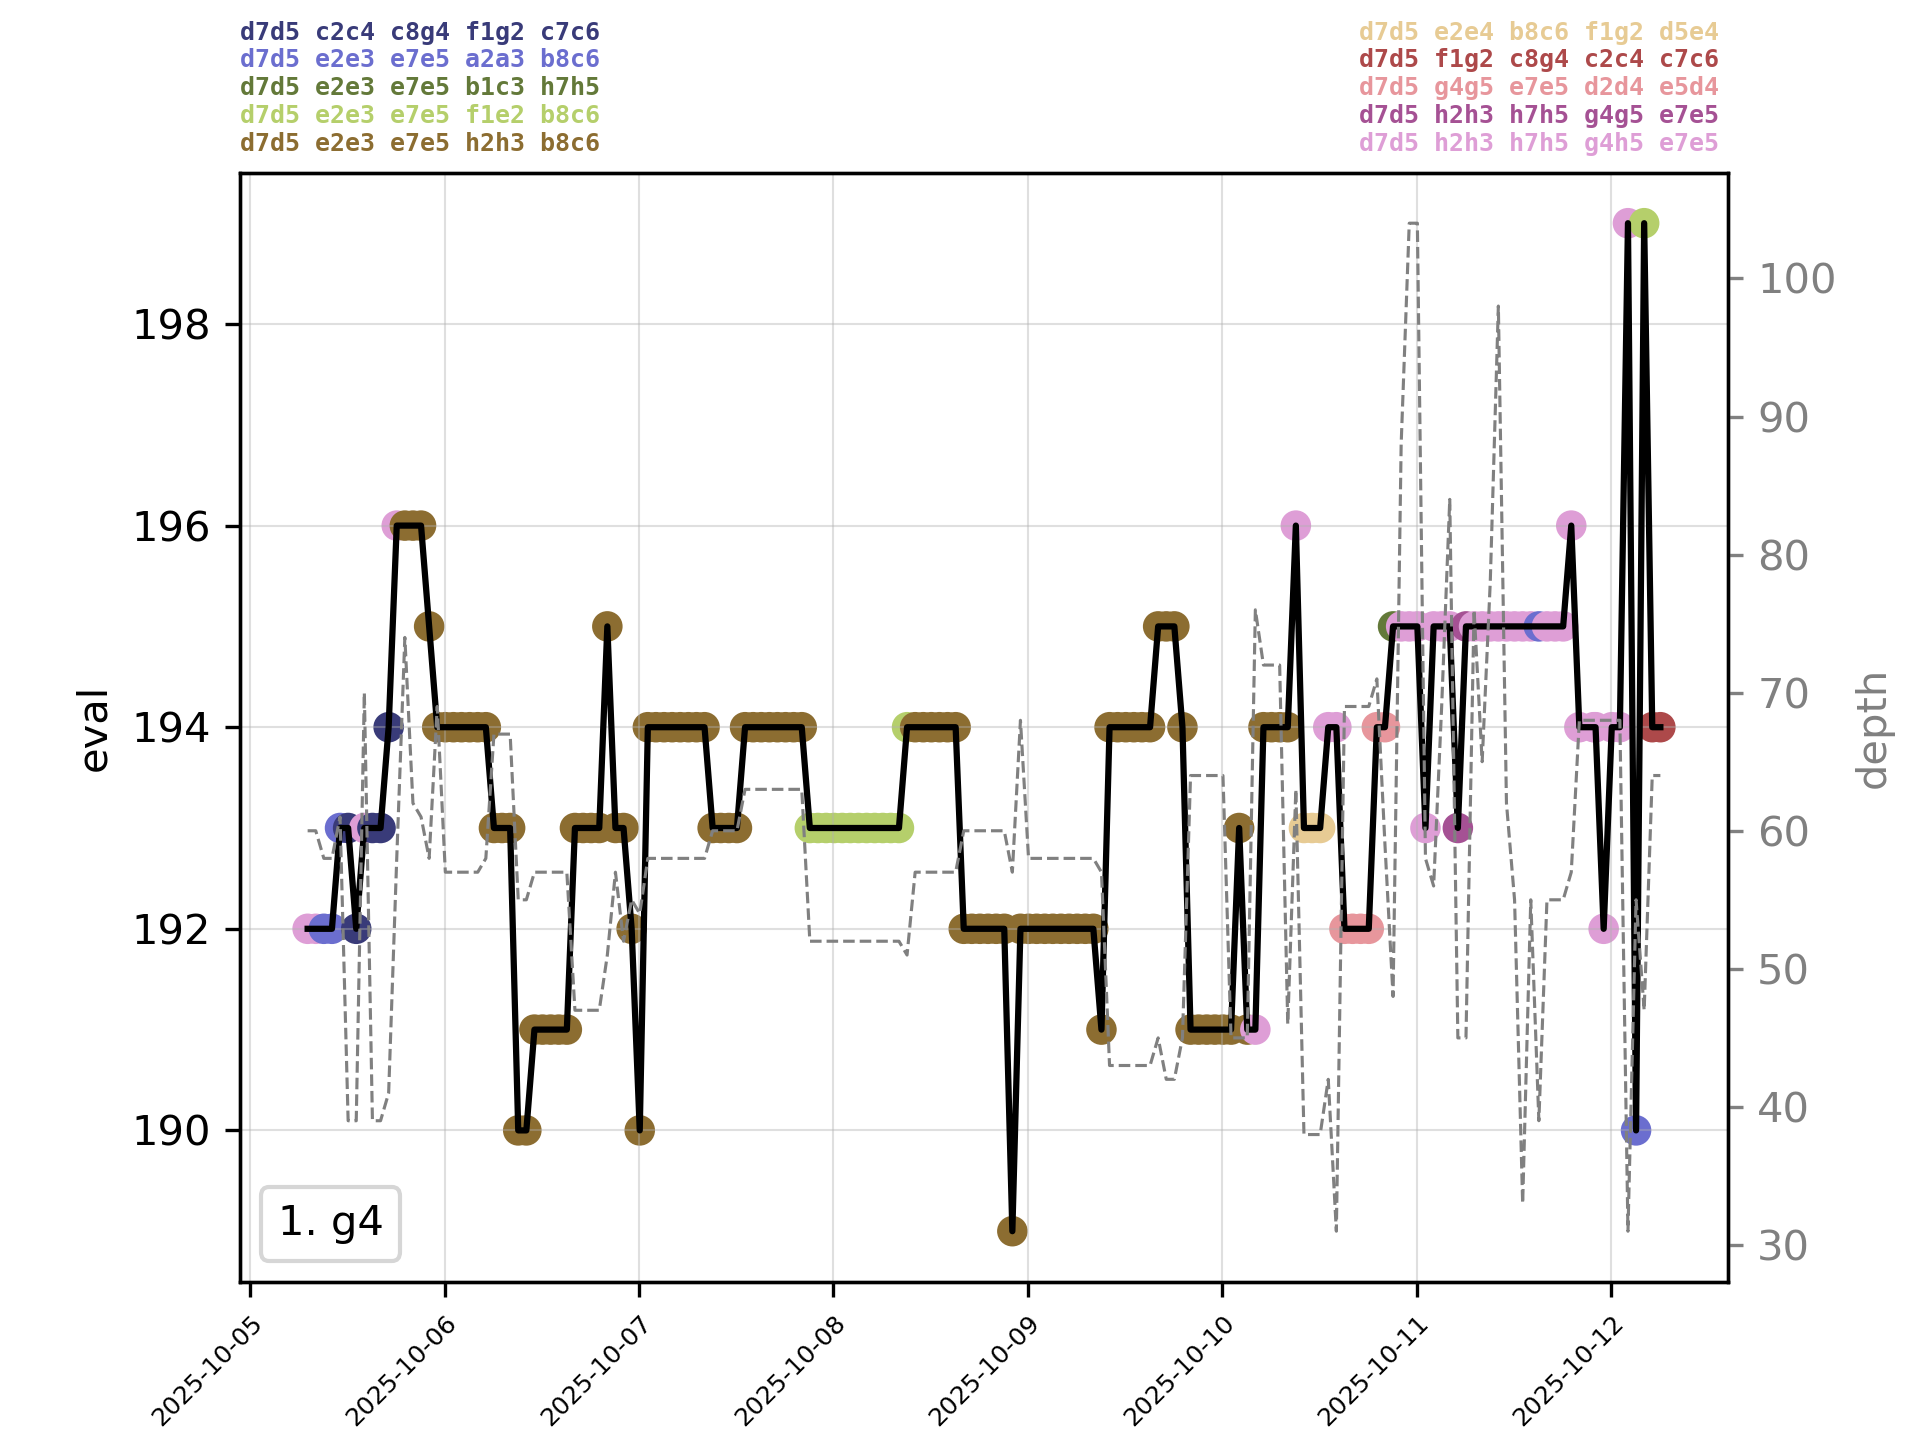 d7d5 c2c4 c8g4 f1g2 c7c6
d7d5 e2e3 e7e5 a2a3 b8c6
d7d5 e2e3 e7e5 b1c3 h7h5
d7d5 e2e3 e7e5 f1e2 b8c6
d7d5 e2e3 e7e5 h2h3 b8c6
d7d5 e2e4 b8c6 f1g2 d5e4
d7d5 f1g2 c8g4 c2c4 c7c6
d7d5 g4g5 e7e5 d2d4 e5d4
d7d5 h2h3 h7h5 g4g5 e7e5
d7d5 h2h3 h7h5 g4h5 e7e5
eval
198
196
194
192
190
100
90
80
70
60
50
40
30
depth
1. g4
2025-10-05
2025-10-06
2025-10-07
2025-10-08
2025-10-09
2025-10-10
2025-10-11
2025-10-12